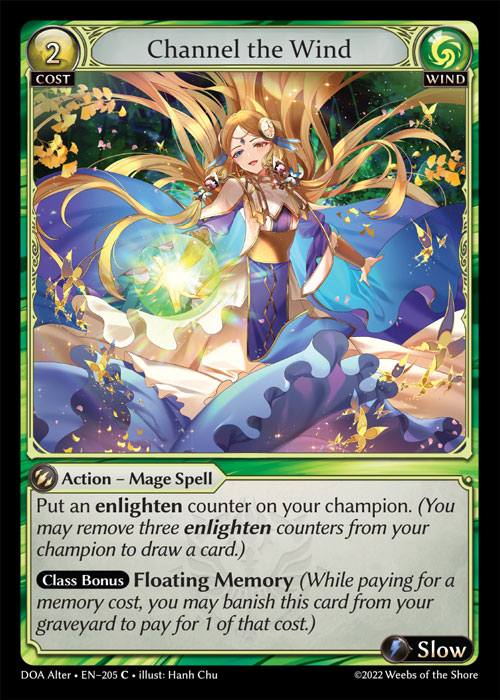 2
Channel the Wind
COST
WIND
Action – Mage Spell
Put an enlighten counter on your champion. (You
may remove three enlighten counters from your
champion to draw a card.)
Class Bonus Floating Memory (While paying for a
memory cost, you may banish this card from your
graveyard to pay for 1 of that cost.)
Slow
DOA Alter • EN–205 C • illust: Hanh Chu
©2022 Weebs of the Shore